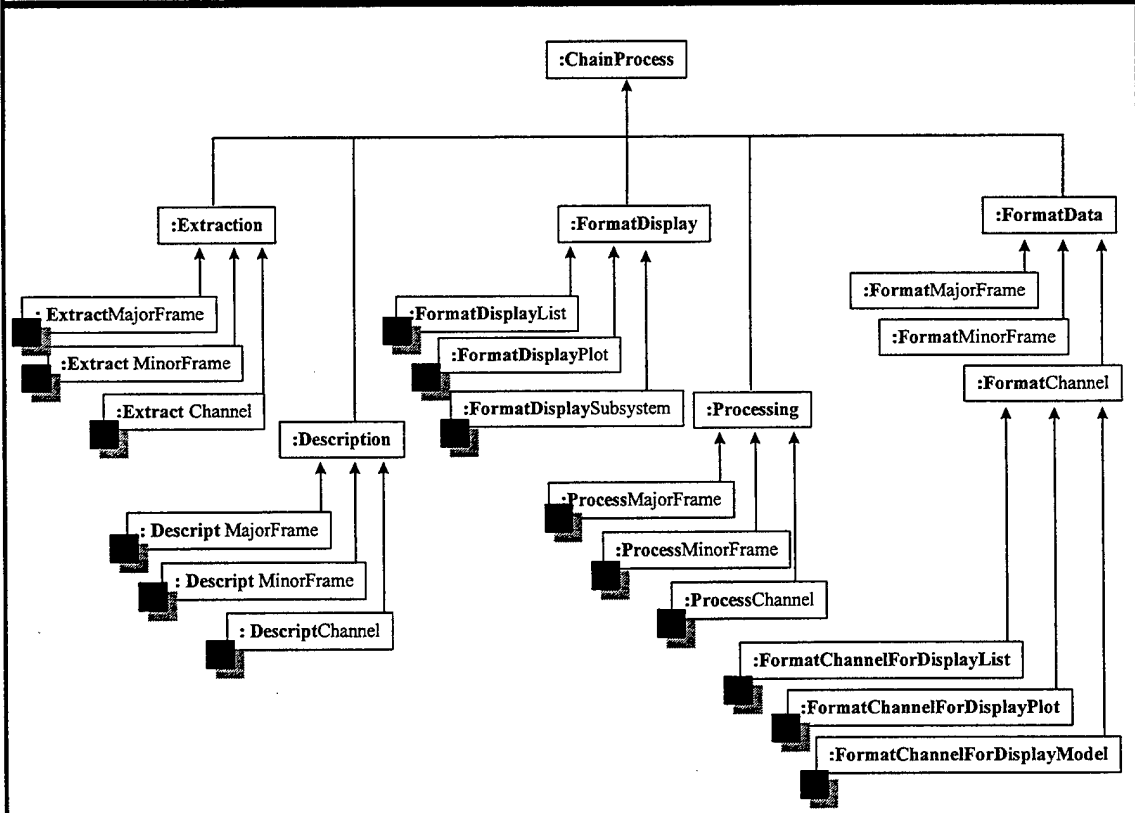 :ChainProcess
:Extraction
:FormatDisplay
:FormatData
: ExtractMajorFrame
:Extract MinorFrame
:Extract Channel
:FormatDisplayList
:FormatDisplayPlot
:FormatDisplaySubsystem
:FormatMajorFrame
:FormatMinorFrame
:FormatChannel
:Description
:Processing
: Descript MajorFrame
: Descript MinorFrame
: DescriptChannel
:ProcessMajorFrame
:ProcessMinorFrame
:ProcessChannel
:FormatChannelForDisplayList
:FormatChannelForDisplayPlot
:FormatChannelForDisplayModel